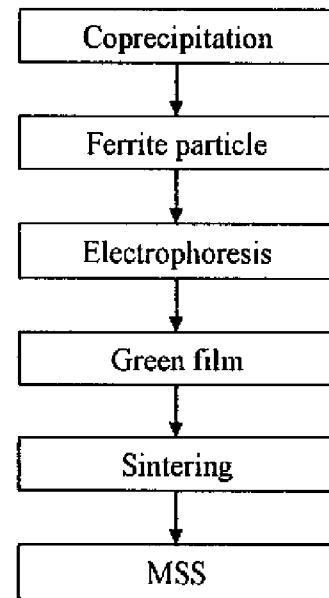 Coprecipitation
Ferrite particle
Electrophoresis
Green film
Sintering
MSS